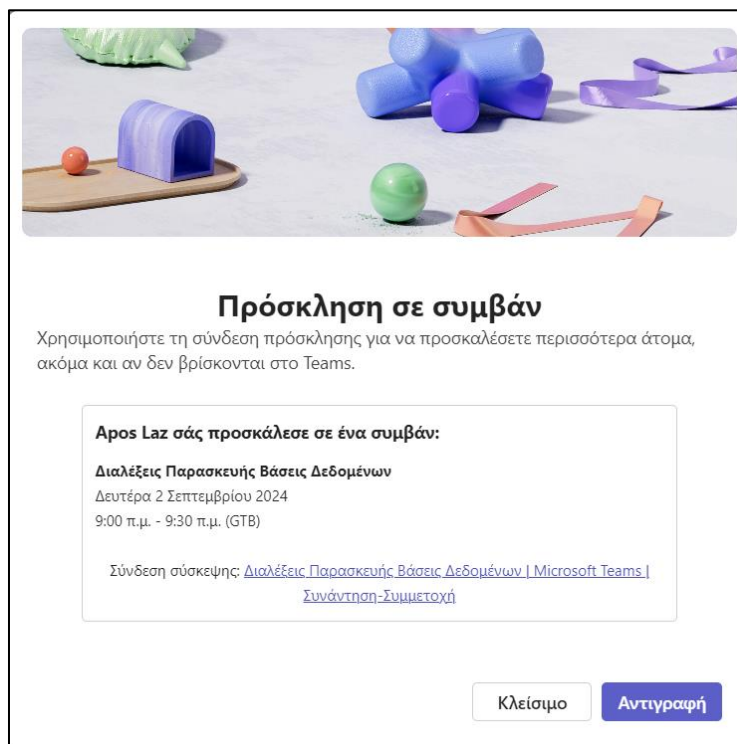 Πρόσκληση σε συμβάν
Χρησιμοποιήστε τη σύνδεση πρόσκλησης για να προσκαλέσετε περισσότερα άτομα,
ακόμα και αν δεν βρίσκονται στο Teams.
Apos Laz σάς προσκάλεσε σε ένα συμβάν:
Διαλέξεις Παρασκευής Βάσεις Δεδομένων
Δευτέρα 2 Σεπτεμβρίου 2024
9:00 π.μ. - 9:30 π.μ. (GTB)
Σύνδεση σύσκεψης: Διαλέξεις Παρασκευής Βάσεις Δεδομένων | Microsoft Teams |
Συνάντηση-Συμμετοχή
Κλείσιμο Αντιγραφή